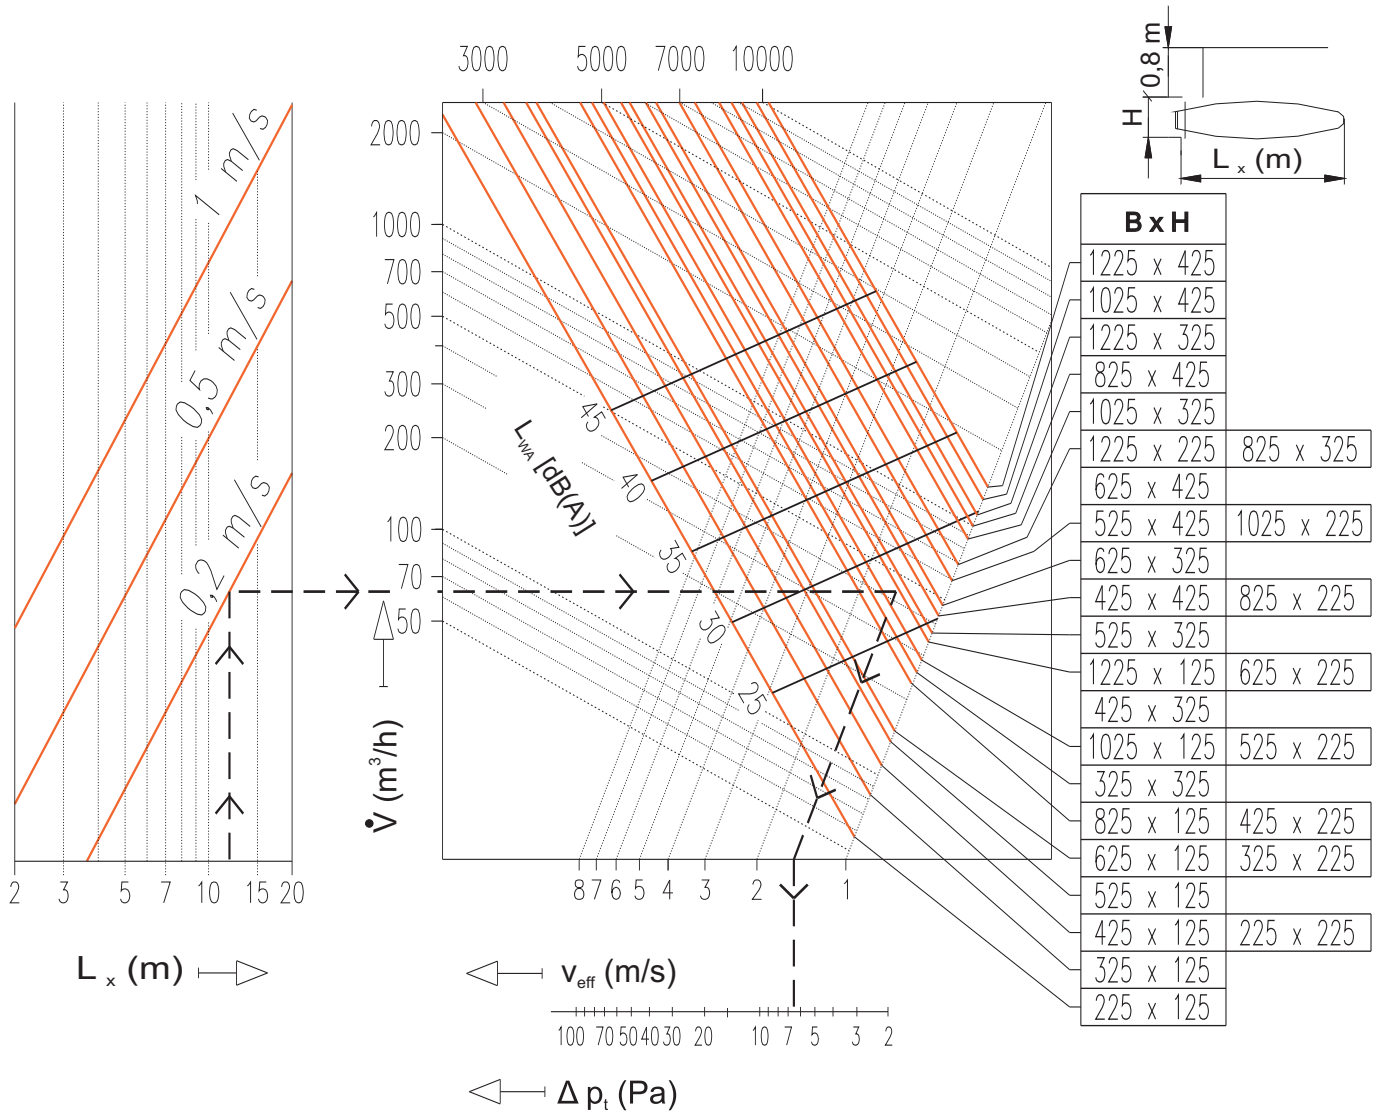 3000 5000 7000 10000
2000
1000
700
500
300
200
100
70
50
1 m/s
0,5 m/s
0,2 m/s
45
40
35
30
25
L WA [dB(A)]
V̇ (m³/h)
2 3 5 7 10 15 20
L x (m)
8 7 6 5 4 3 2 1
v eff (m/s)
100 70 50 40 30 20 10 7 5 3 2
Δ p t (Pa)
0,8 m
H
L x (m)
B x H
1225 x 425
1025 x 425
1225 x 325
825 x 425
1025 x 325
1225 x 225 825 x 325
625 x 425
525 x 425 1025 x 225
625 x 325
425 x 425 825 x 225
525 x 325
1225 x 125 625 x 225
425 x 325
1025 x 125 525 x 225
325 x 325
825 x 125 425 x 225
625 x 125 325 x 225
525 x 125
425 x 125 225 x 225
325 x 125
225 x 125